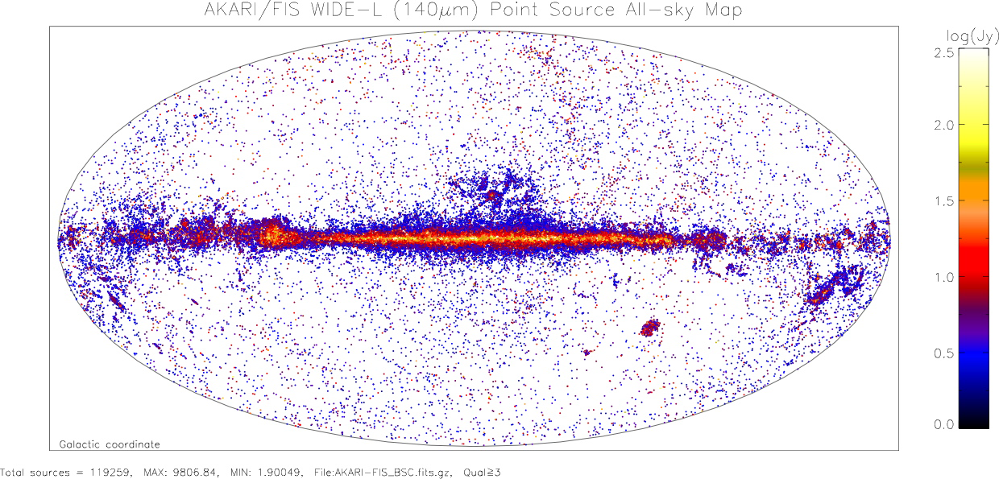 AKARI/FIS WIDE-L (140μm) Point Source All-sky Map
log(Jy)
2.5
2.0
1.5
1.0
0.5
0.0
Galactic coordinate
Total sources = 119259, MAX: 9806.84, MIN: 1.90049, File:AKARI-FIS_BSC.fits.gz, Qual≧3